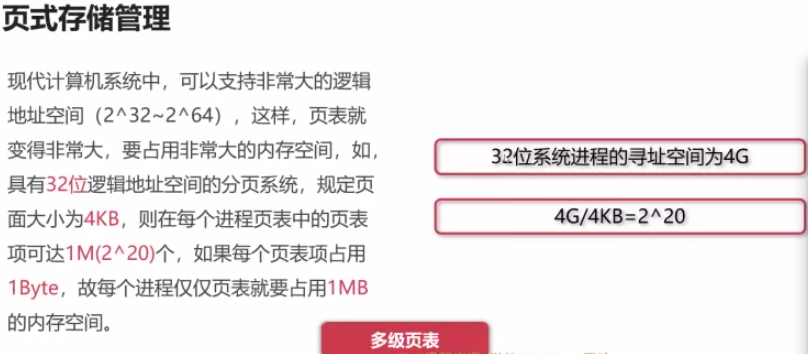 页式存储管理
现代计算机系统中，可以支持非常大的逻辑
地址空间（2^32~2^64），这样，页表就
变得非常大，要占用非常大的内存空间，如，
具有32位逻辑地址空间的分页系统，规定页
面大小为4KB，则在每个进程页表中的页表
项可达1M(2^20)个，如果每个页表项占用
1Byte，故每个进程仅仅页表就要占用1MB
的内存空间。
32位系统进程的寻址空间为4G
4G/4KB=2^20
多级页表